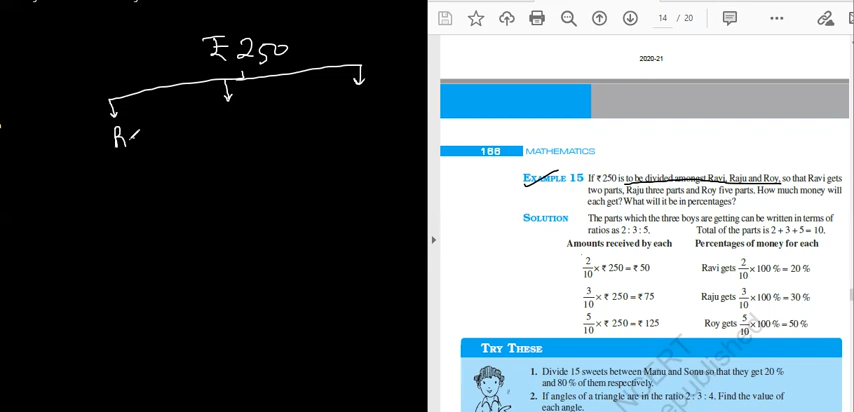 ₹ 250
R
14 / 20
2020-21
166 MATHEMATICS
EXAMPLE 15 If ₹ 250 is to be divided amongst Ravi, Raju and Roy, so that Ravi gets
two parts, Raju three parts and Roy five parts. How much money will
each get? What will it be in percentages?
SOLUTION The parts which the three boys are getting can be written in terms of
ratios as 2 : 3 : 5. Total of the parts is 2 + 3 + 5 = 10.
Amounts received by each Percentages of money for each
2/10 × ₹ 250 = ₹ 50 Ravi gets 2/10 × 100 % = 20 %
3/10 × ₹ 250 = ₹ 75 Raju gets 3/10 × 100 % = 30 %
5/10 × ₹ 250 = ₹ 125 Roy gets 5/10 × 100 % = 50 %
TRY THESE
1. Divide 15 sweets between Manu and Sonu so that they get 20 %
and 80 % of them respectively.
2. If angles of a triangle are in the ratio 2 : 3 : 4. Find the value of
each angle.